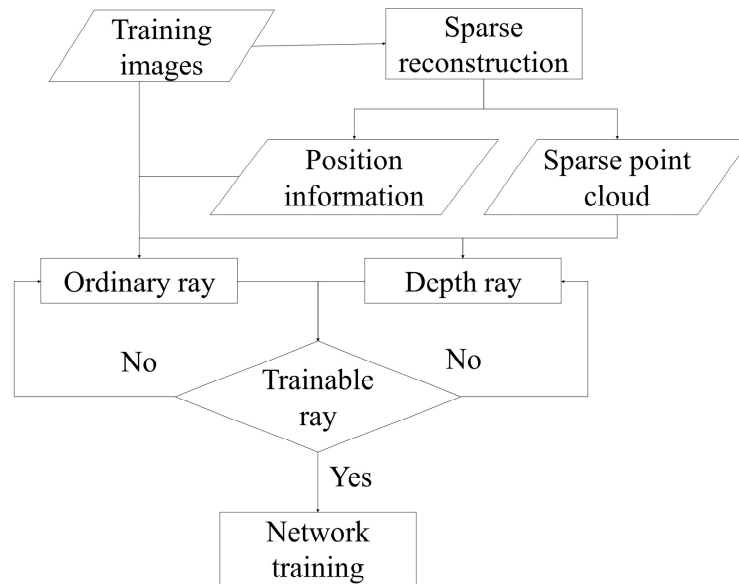 Training
images
Sparse
reconstruction
Position
information
Sparse point
cloud
Ordinary ray
Depth ray
No
No
Trainable
ray
Yes
Network
training